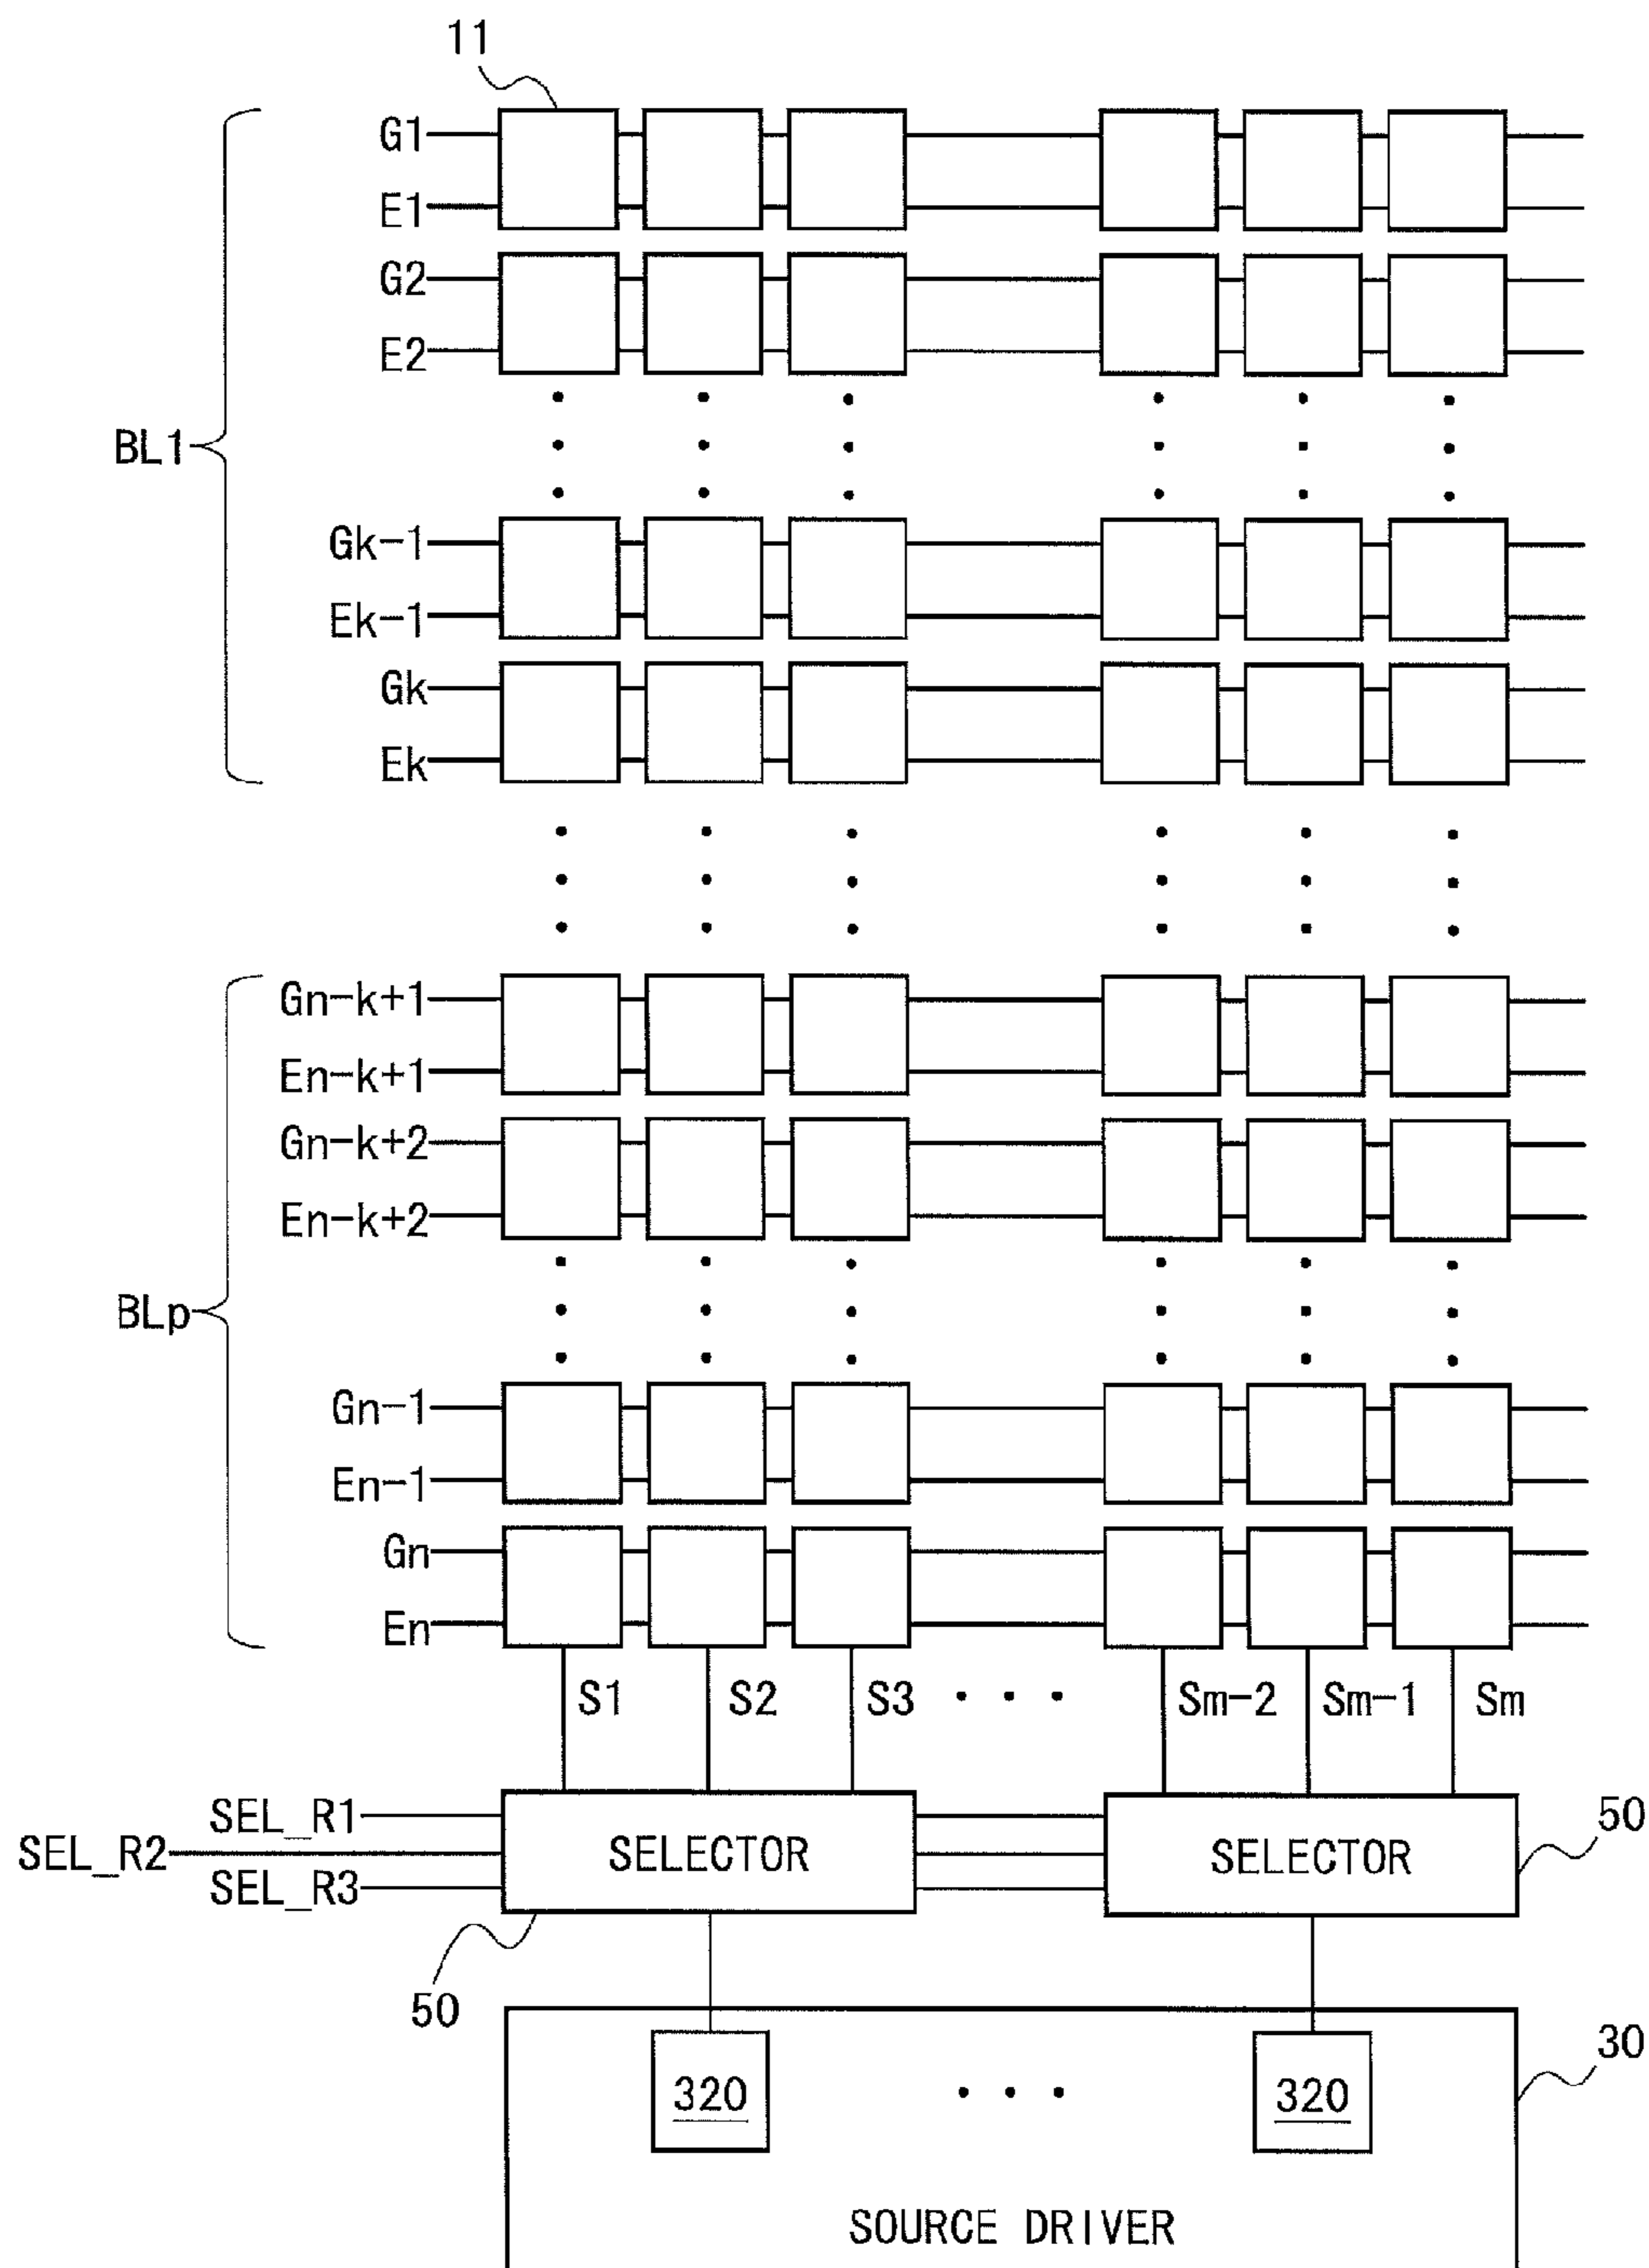 11
G1
E1
G2
E2
BL1
Gk-1
Ek-1
Gk
Ek
Gn-k+1
En-k+1
Gn-k+2
En-k+2
BLp
Gn-1
En-1
Gn
En
S1 S2 S3 • • • Sm-2 Sm-1 Sm
SEL_R1
SEL_R2
SEL_R3
SELECTOR SELECTOR
50
50
30
320 • • • 320
SOURCE DRIVER